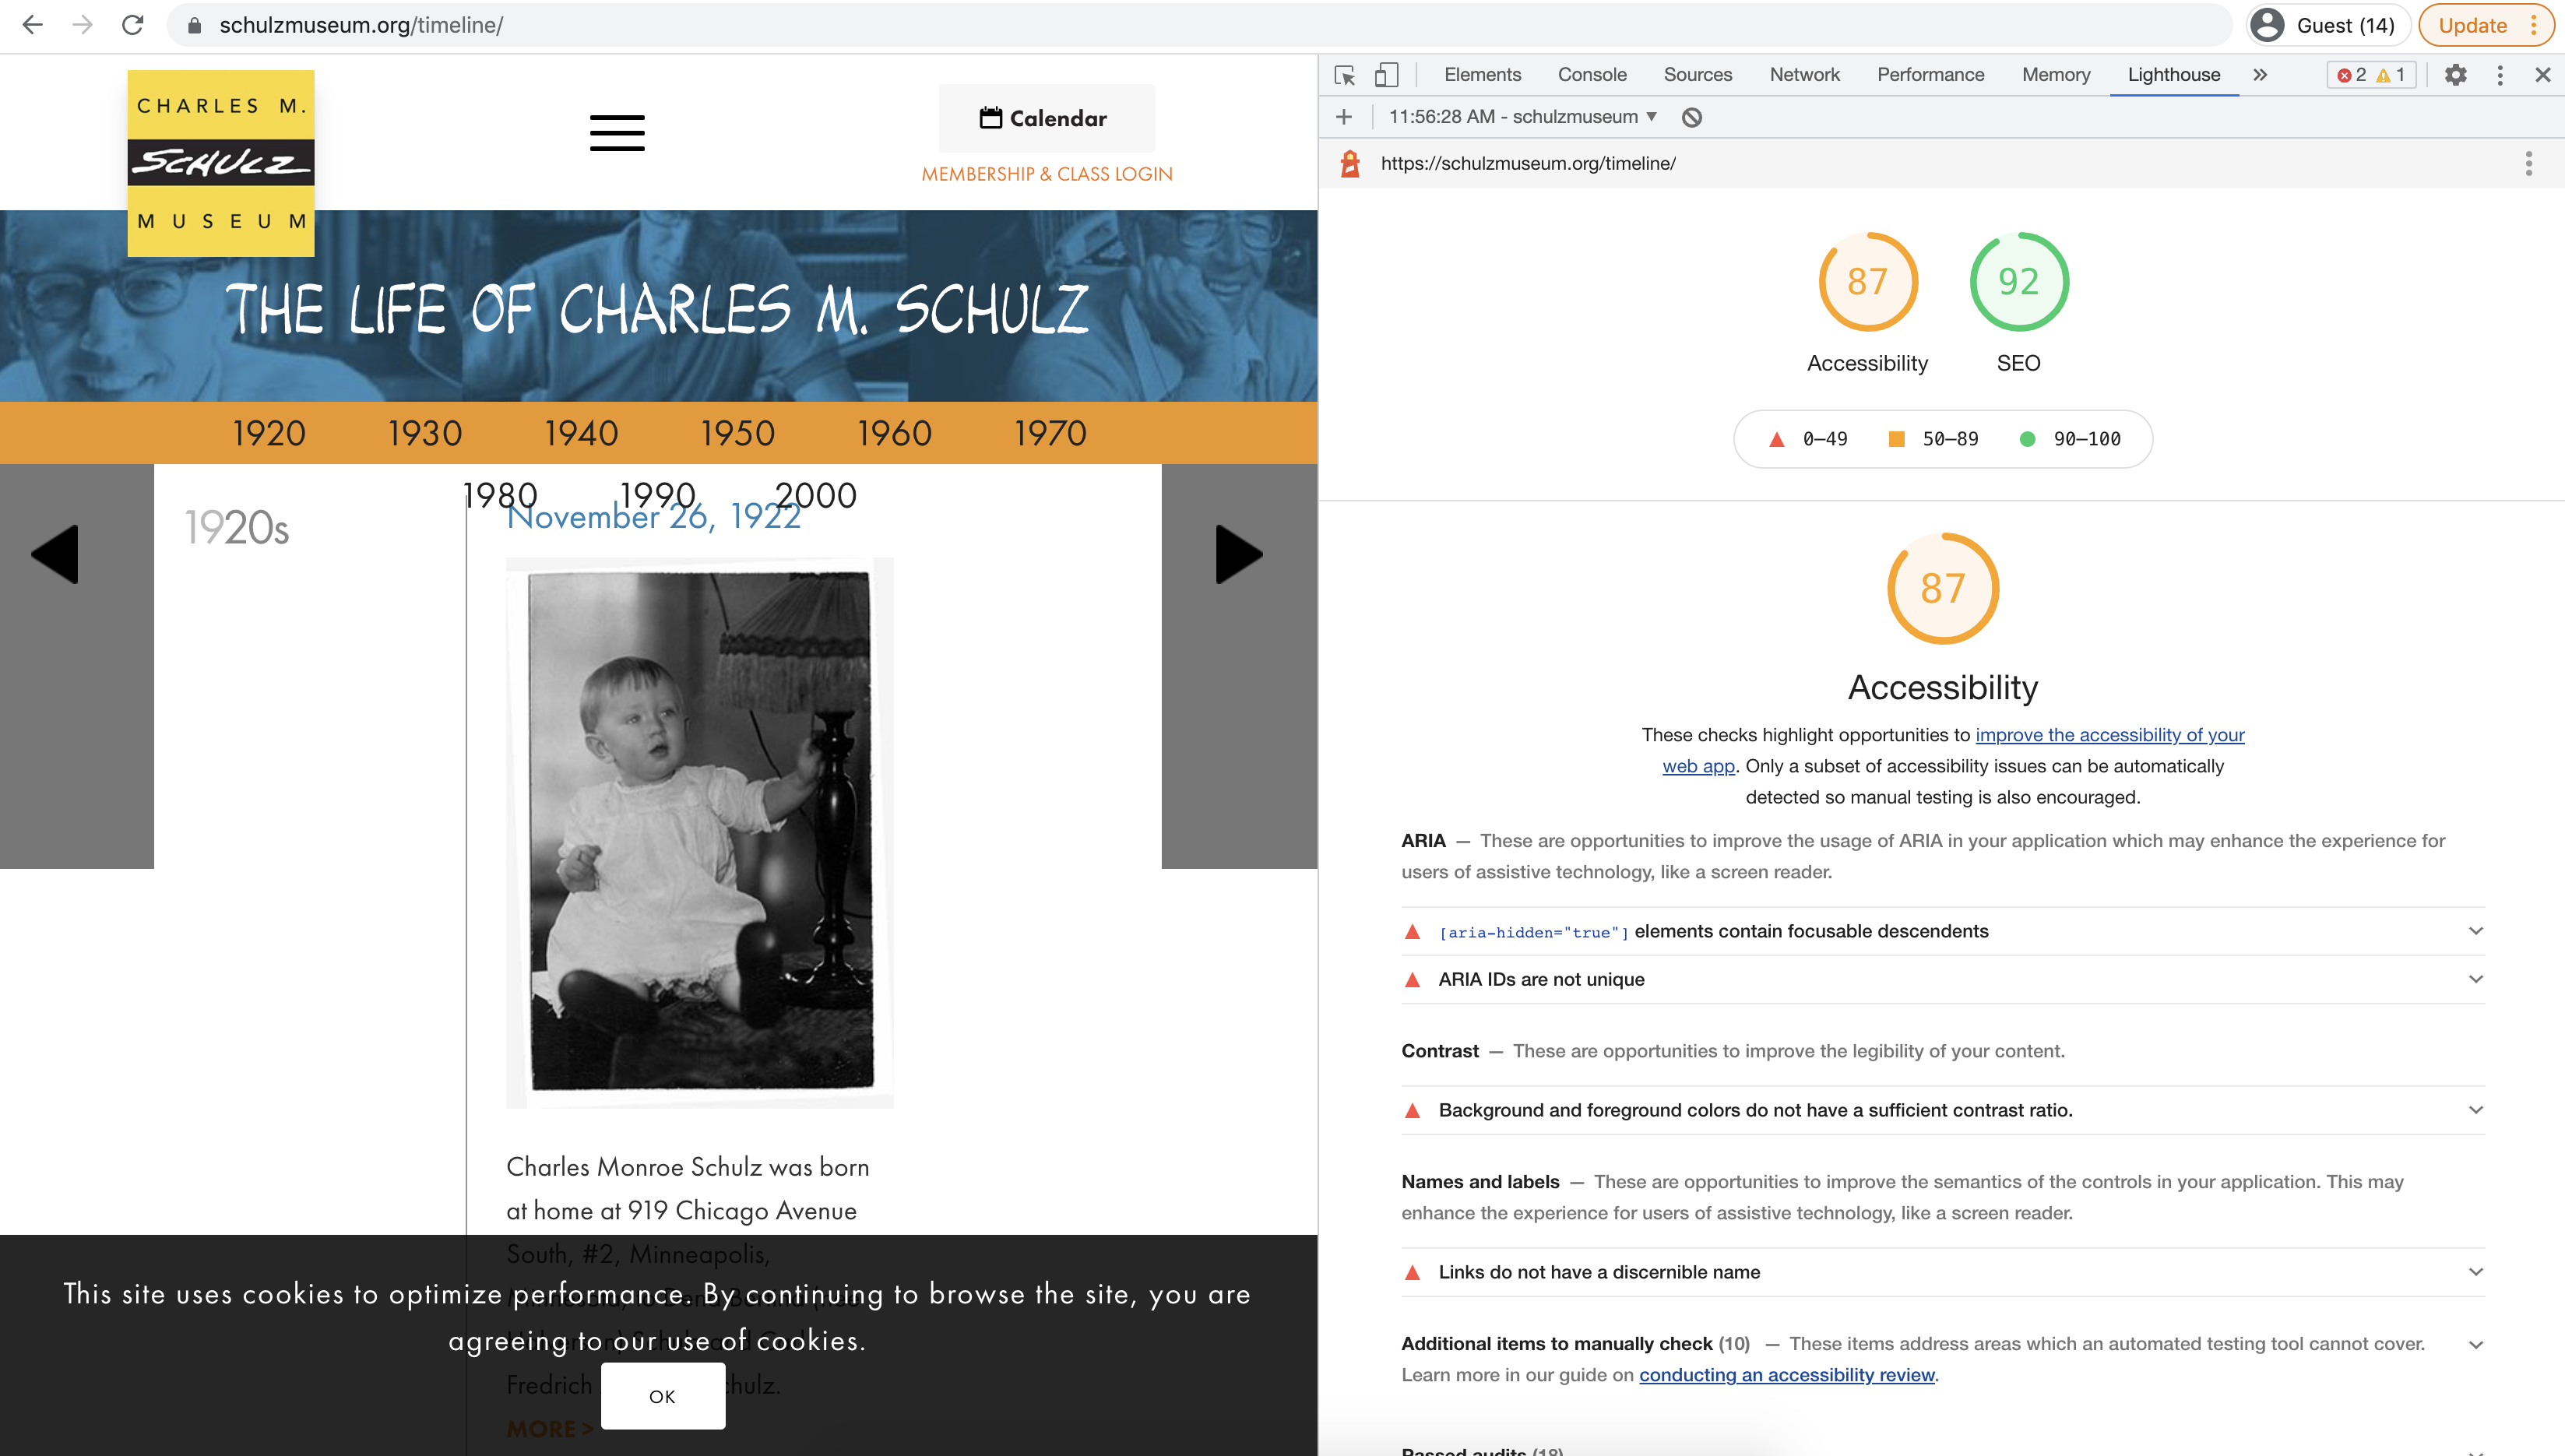 schulzmuseum.org/timeline/
Guest (14)
Update
CHARLES M.
SCHULZ
MUSEUM
Calendar
MEMBERSHIP & CLASS LOGIN
THE LIFE OF CHARLES M. SCHULZ
1920 1930 1940 1950 1960 1970
1980 1990 2000
1920s
November 26, 1922
Charles Monroe Schulz was born
at home at 919 Chicago Avenue
South, #2, Minneapolis,
Fredrich
MORE >
This site uses cookies to optimize performance. By continuing to browse the site, you are
agreeing to our use of cookies.
OK
Elements Console Sources Network Performance Memory Lighthouse
2 1
11:56:28 AM - schulzmuseum
https://schulzmuseum.org/timeline/
87 92
Accessibility SEO
0–49 50–89 90–100
87
Accessibility
These checks highlight opportunities to improve the accessibility of your
web app. Only a subset of accessibility issues can be automatically
detected so manual testing is also encouraged.
ARIA — These are opportunities to improve the usage of ARIA in your application which may enhance the experience for
users of assistive technology, like a screen reader.
[aria-hidden="true"] elements contain focusable descendents
ARIA IDs are not unique
Contrast — These are opportunities to improve the legibility of your content.
Background and foreground colors do not have a sufficient contrast ratio.
Names and labels — These are opportunities to improve the semantics of the controls in your application. This may
enhance the experience for users of assistive technology, like a screen reader.
Links do not have a discernible name
Additional items to manually check (10) — These items address areas which an automated testing tool cannot cover.
Learn more in our guide on conducting an accessibility review.
Passed audits (18)